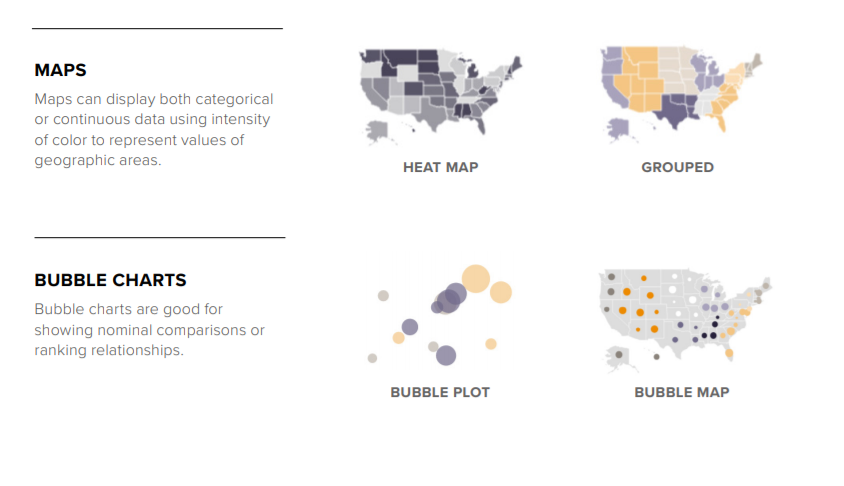 MAPS
Maps can display both categorical
or continuous data using intensity
of color to represent values of
geographic areas.
HEAT MAP
GROUPED
BUBBLE CHARTS
Bubble charts are good for
showing nominal comparisons or
ranking relationships.
BUBBLE PLOT
BUBBLE MAP